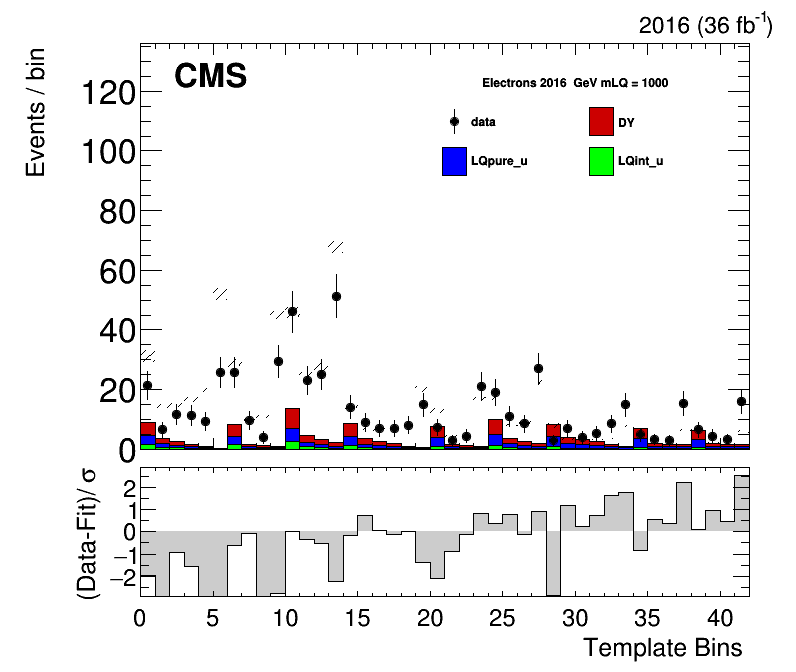 2016 (36 fb⁻¹)
CMS
Electrons 2016 GeV mLQ = 1000
data
DY
LQpure_u
LQint_u
Events / bin
120
100
80
60
40
20
0
(Data-Fit)/ σ
2
1
0
−1
−2
0 5 10 15 20 25 30 35 40
Template Bins